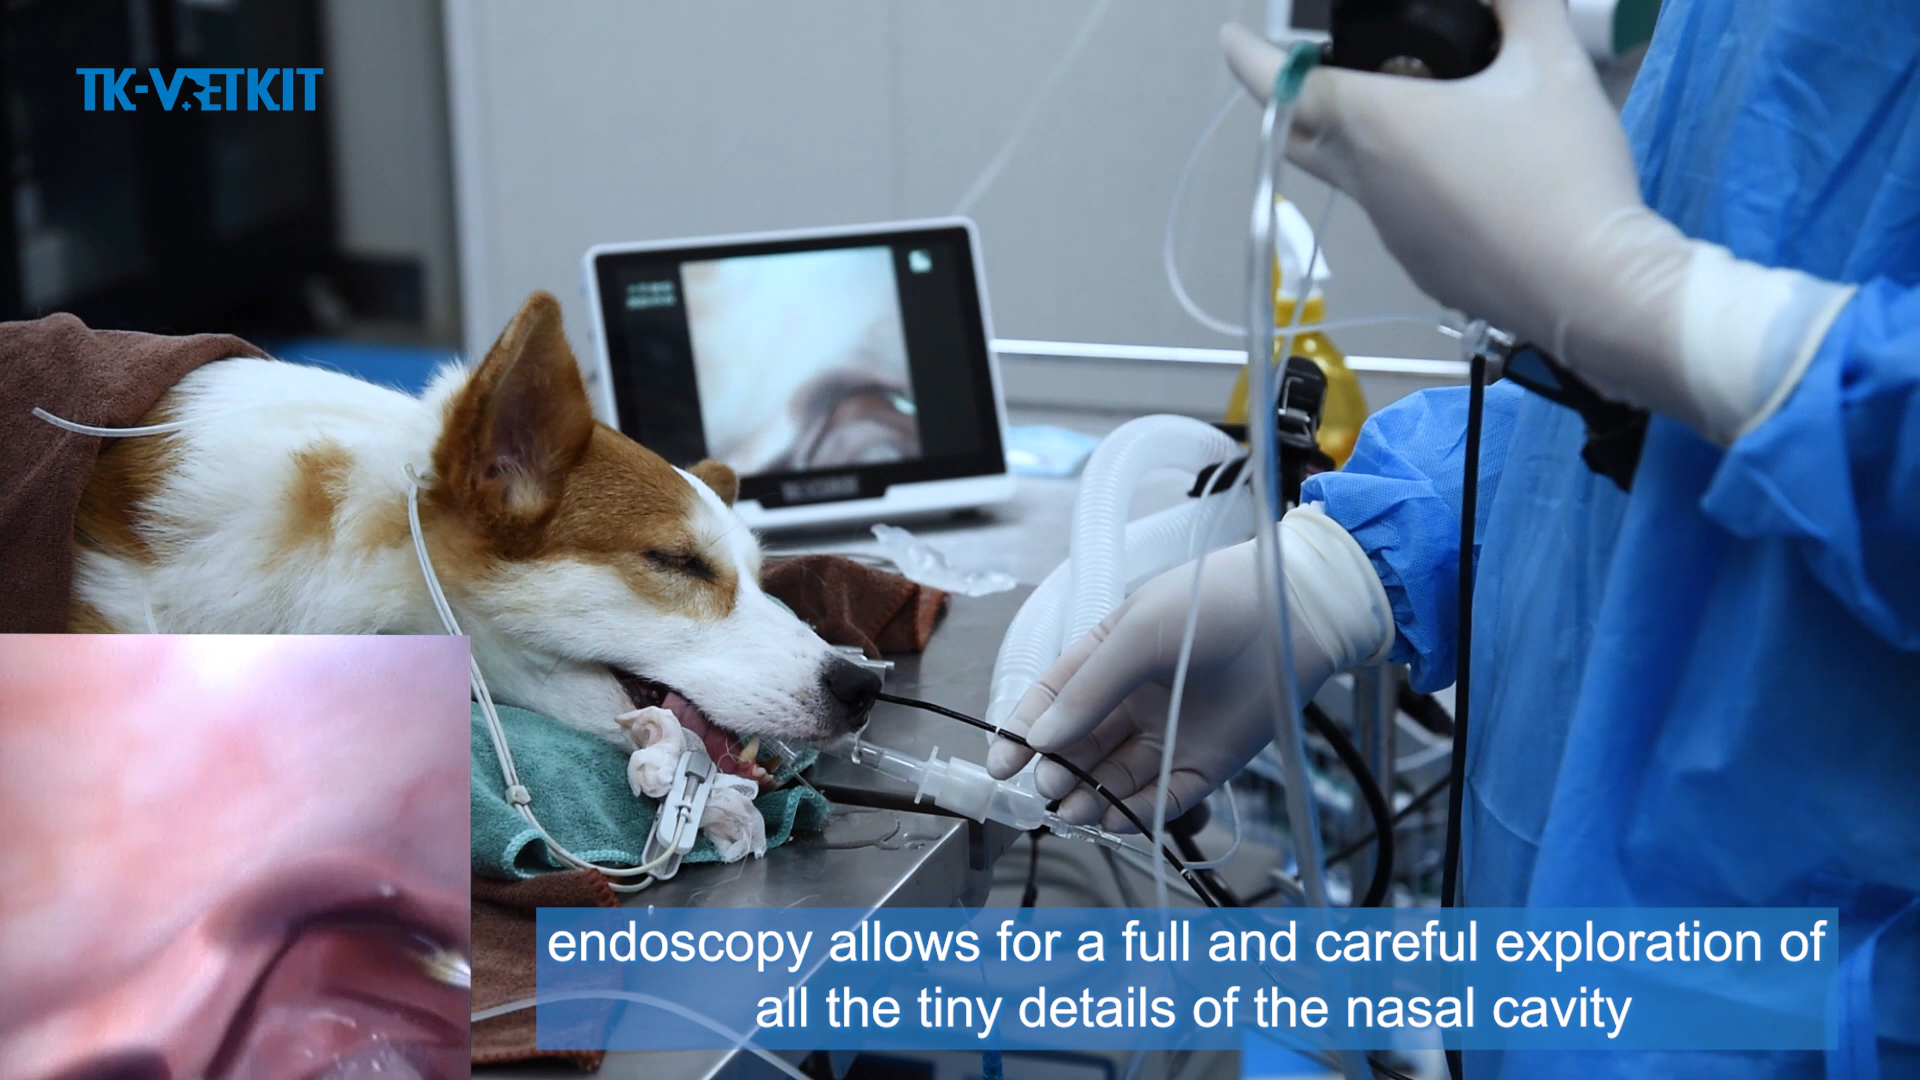 TK-VETKIT
endoscopy allows for a full and careful exploration of
all the tiny details of the nasal cavity